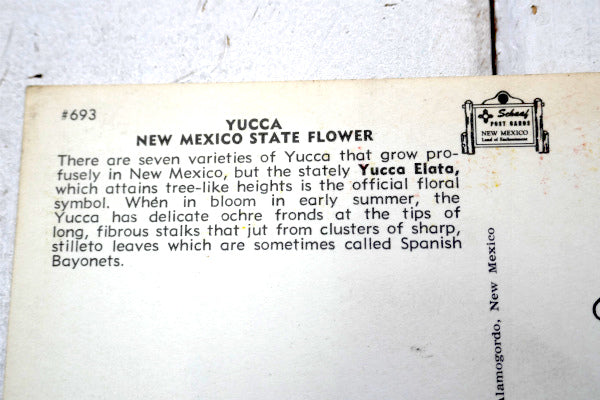 #693
YUCCA
NEW MEXICO STATE FLOWER
There are seven varieties of Yucca that grow pro-
fusely in New Mexico, but the stately Yucca Elata,
which attains tree-like heights is the official floral
symbol. Whén in bloom in early summer, the
Yucca has delicate ochre fronds at the tips of
long, fibrous stalks that jut from clusters of sharp,
stilleto leaves which are sometimes called Spanish
Bayonets.
Schaaf
POST CARDS
NEW MEXICO
Land of Enchantment
lamogordo, New Mexico